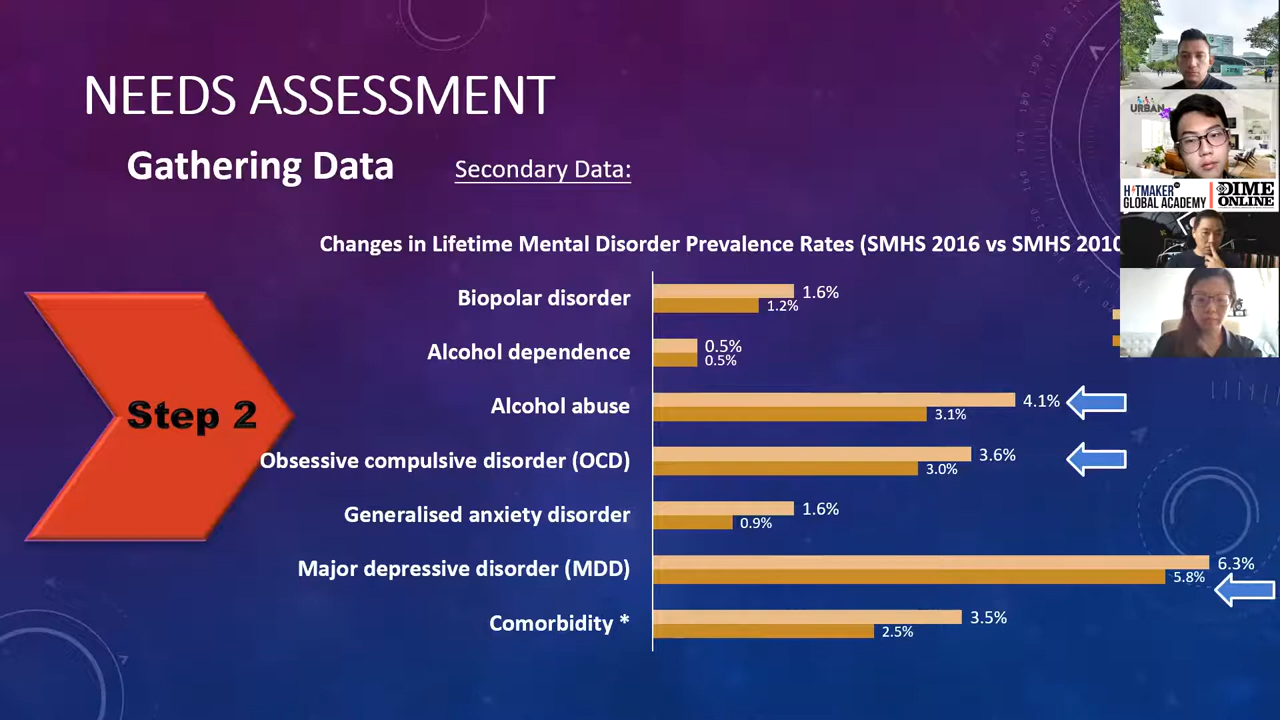 NEEDS ASSESSMENT
Gathering Data
Secondary Data:
Changes in Lifetime Mental Disorder Prevalence Rates (SMHS 2016 vs SMHS 2010
Biopolar disorder
1.6%
1.2%
Alcohol dependence
0.5%
0.5%
Alcohol abuse
4.1%
3.1%
Step 2
Obsessive compulsive disorder (OCD)
3.6%
3.0%
Generalised anxiety disorder
1.6%
0.9%
Major depressive disorder (MDD)
6.3%
5.8%
Comorbidity *
3.5%
2.5%
URBAN
HITMAKER
GLOBAL ACADEMY
DIME
ONLINE